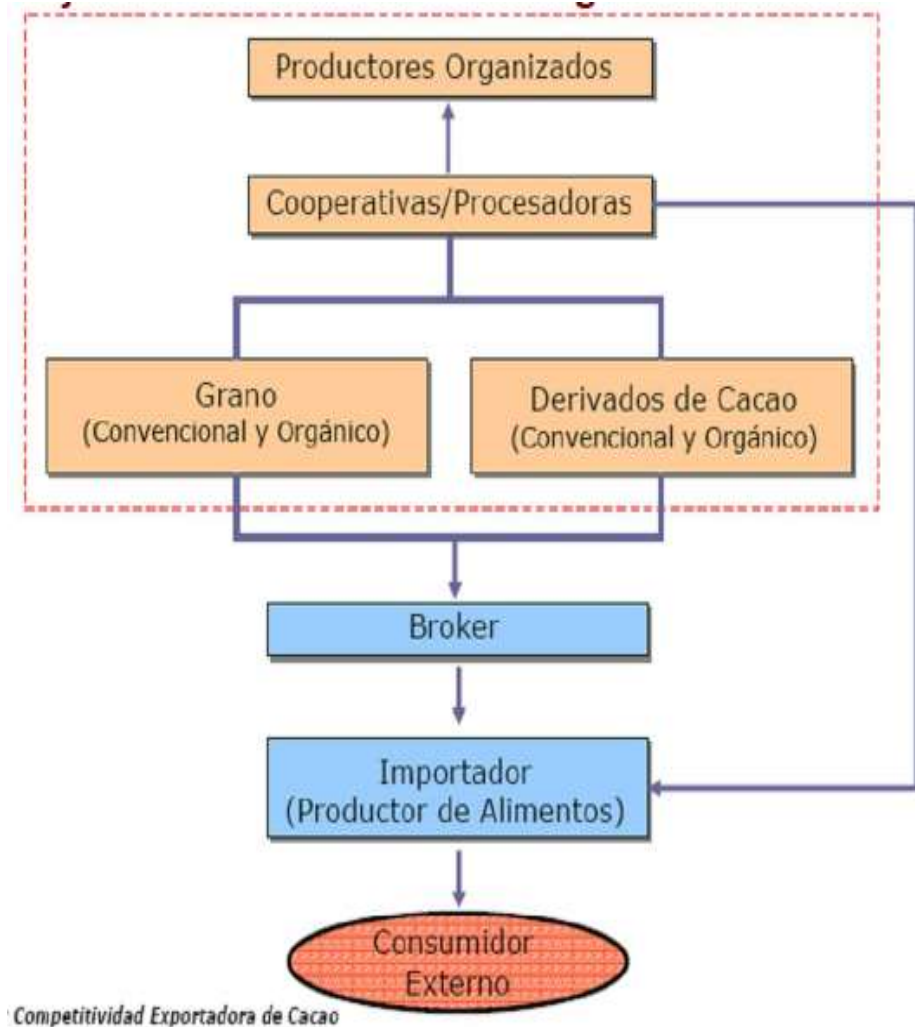 Productores Organizados
Cooperativas/Procesadoras
Grano
(Convencional y Orgánico)
Derivados de Cacao
(Convencional y Orgánico)
Broker
Importador
(Productor de Alimentos)
Consumidor
Externo
Competitividad Exportadora de Cacao